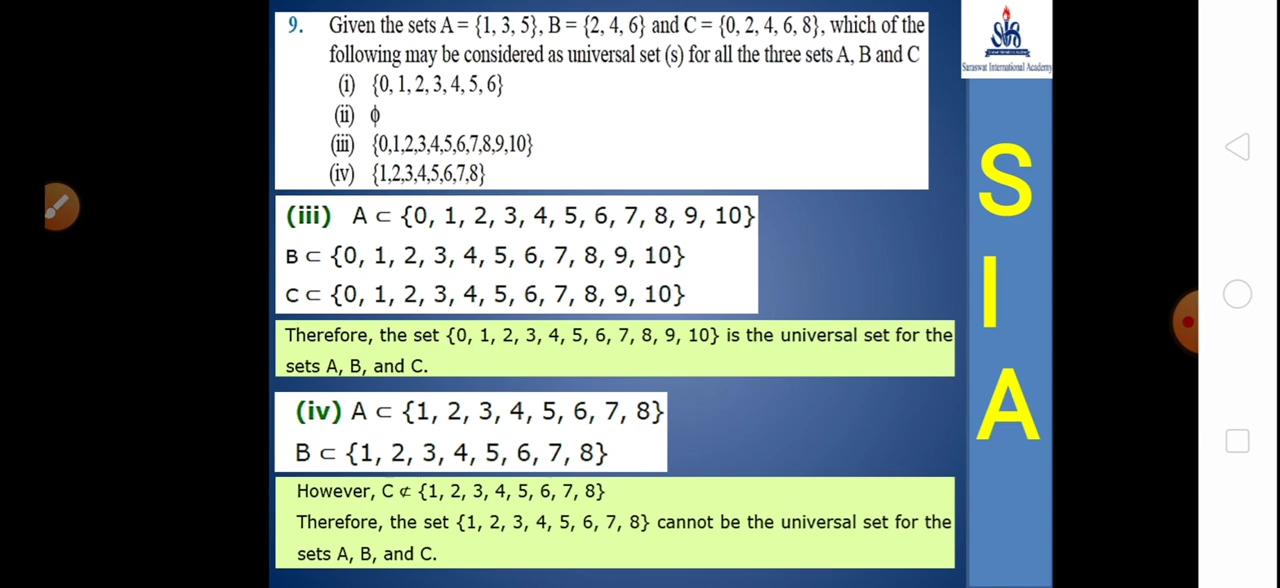 9. Given the sets A = {1, 3, 5}, B = {2, 4, 6} and C = {0, 2, 4, 6, 8}, which of the
following may be considered as universal set (s) for all the three sets A, B and C
(i) {0, 1, 2, 3, 4, 5, 6}
(ii) ϕ
(iii) {0,1,2,3,4,5,6,7,8,9,10}
(iv) {1,2,3,4,5,6,7,8}
(iii) A ⊂ {0, 1, 2, 3, 4, 5, 6, 7, 8, 9, 10}
B ⊂ {0, 1, 2, 3, 4, 5, 6, 7, 8, 9, 10}
C ⊂ {0, 1, 2, 3, 4, 5, 6, 7, 8, 9, 10}
Therefore, the set {0, 1, 2, 3, 4, 5, 6, 7, 8, 9, 10} is the universal set for the
sets A, B, and C.
(iv) A ⊂ {1, 2, 3, 4, 5, 6, 7, 8}
B ⊂ {1, 2, 3, 4, 5, 6, 7, 8}
However, C ⊄ {1, 2, 3, 4, 5, 6, 7, 8}
Therefore, the set {1, 2, 3, 4, 5, 6, 7, 8} cannot be the universal set for the
sets A, B, and C.
SIA
Saraswat International Academy
S
I
A